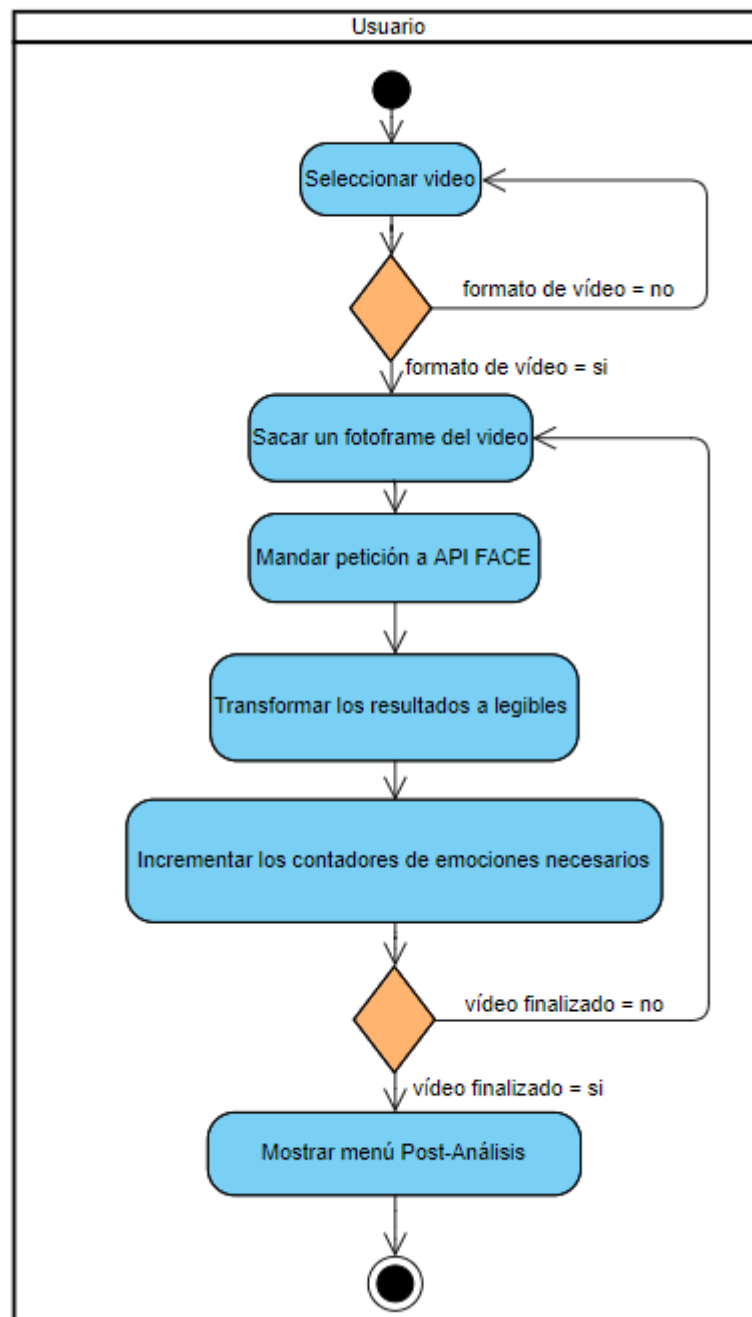 Usuario
Seleccionar video
formato de vídeo = no
formato de vídeo = si
Sacar un fotoframe del video
Mandar petición a API FACE
Transformar los resultados a legibles
Incrementar los contadores de emociones necesarios
vídeo finalizado = no
vídeo finalizado = si
Mostrar menú Post-Análisis